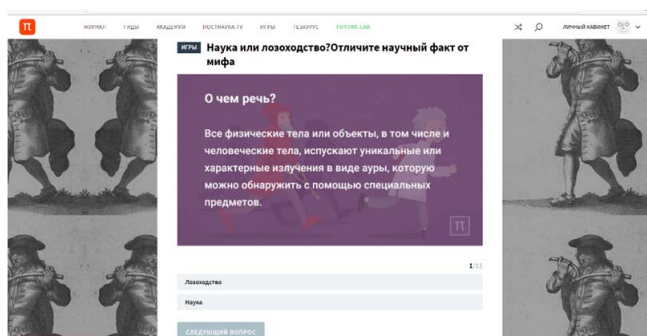 π
ЖУРНАЛ ГИДЫ АКАДЕМИЯ ПОСТНАУКА.TV ИГРЫ ТЕЗАУРУС FUTURE.LAB ЛИЧНЫЙ КАБИНЕТ
ИГРЫ Наука или лозоходство?Отличите научный факт от
мифа
О чем речь?
Все физические тела или объекты, в том числе и
человеческие тела, испускают уникальные или
характерные излучения в виде ауры, которую
можно обнаружить с помощью специальных
предметов.
π
1/12
Лозоходство
Наука
СЛЕДУЮЩИЙ ВОПРОС